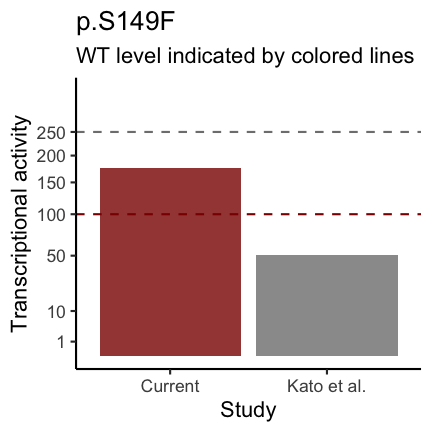 p.S149F
WT level indicated by colored lines
Transcriptional activity
250
200
150
100
50
10
1
Current
Kato et al.
Study